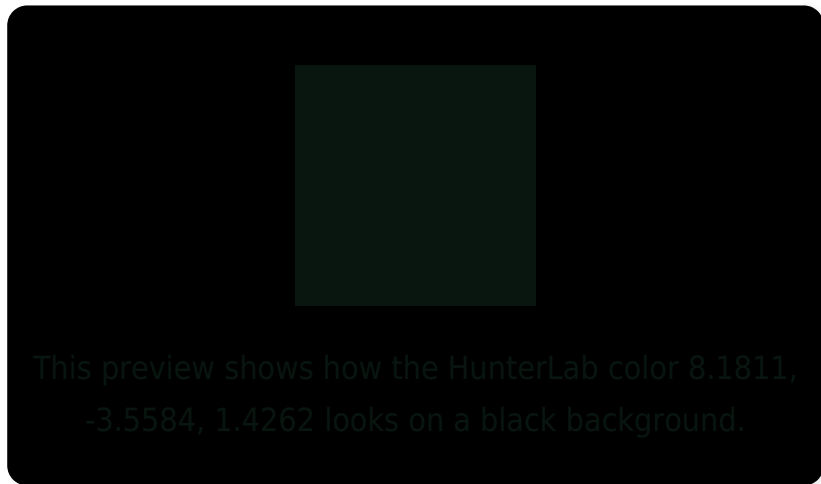 This preview shows how the HunterLab color 8.1811,
-3.5584, 1.4262 looks on a black background.